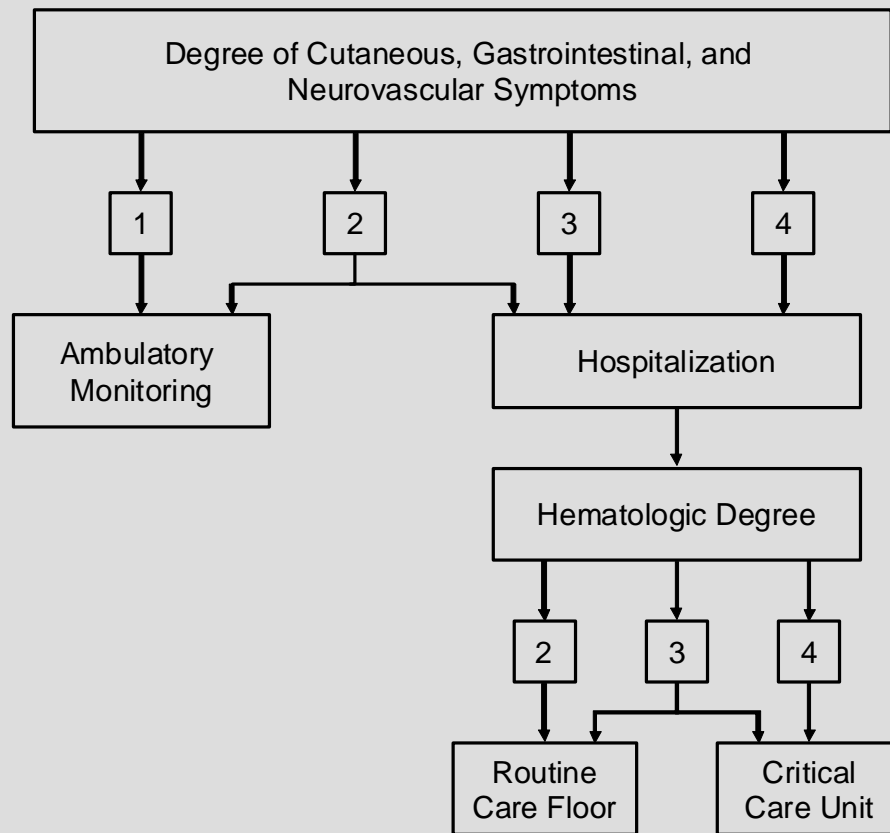 Degree of Cutaneous, Gastrointestinal, and
Neurovascular Symptoms
1
2
3
4
Ambulatory
Monitoring
Hospitalization
Hematologic Degree
2
3
4
Routine
Care Floor
Critical
Care Unit